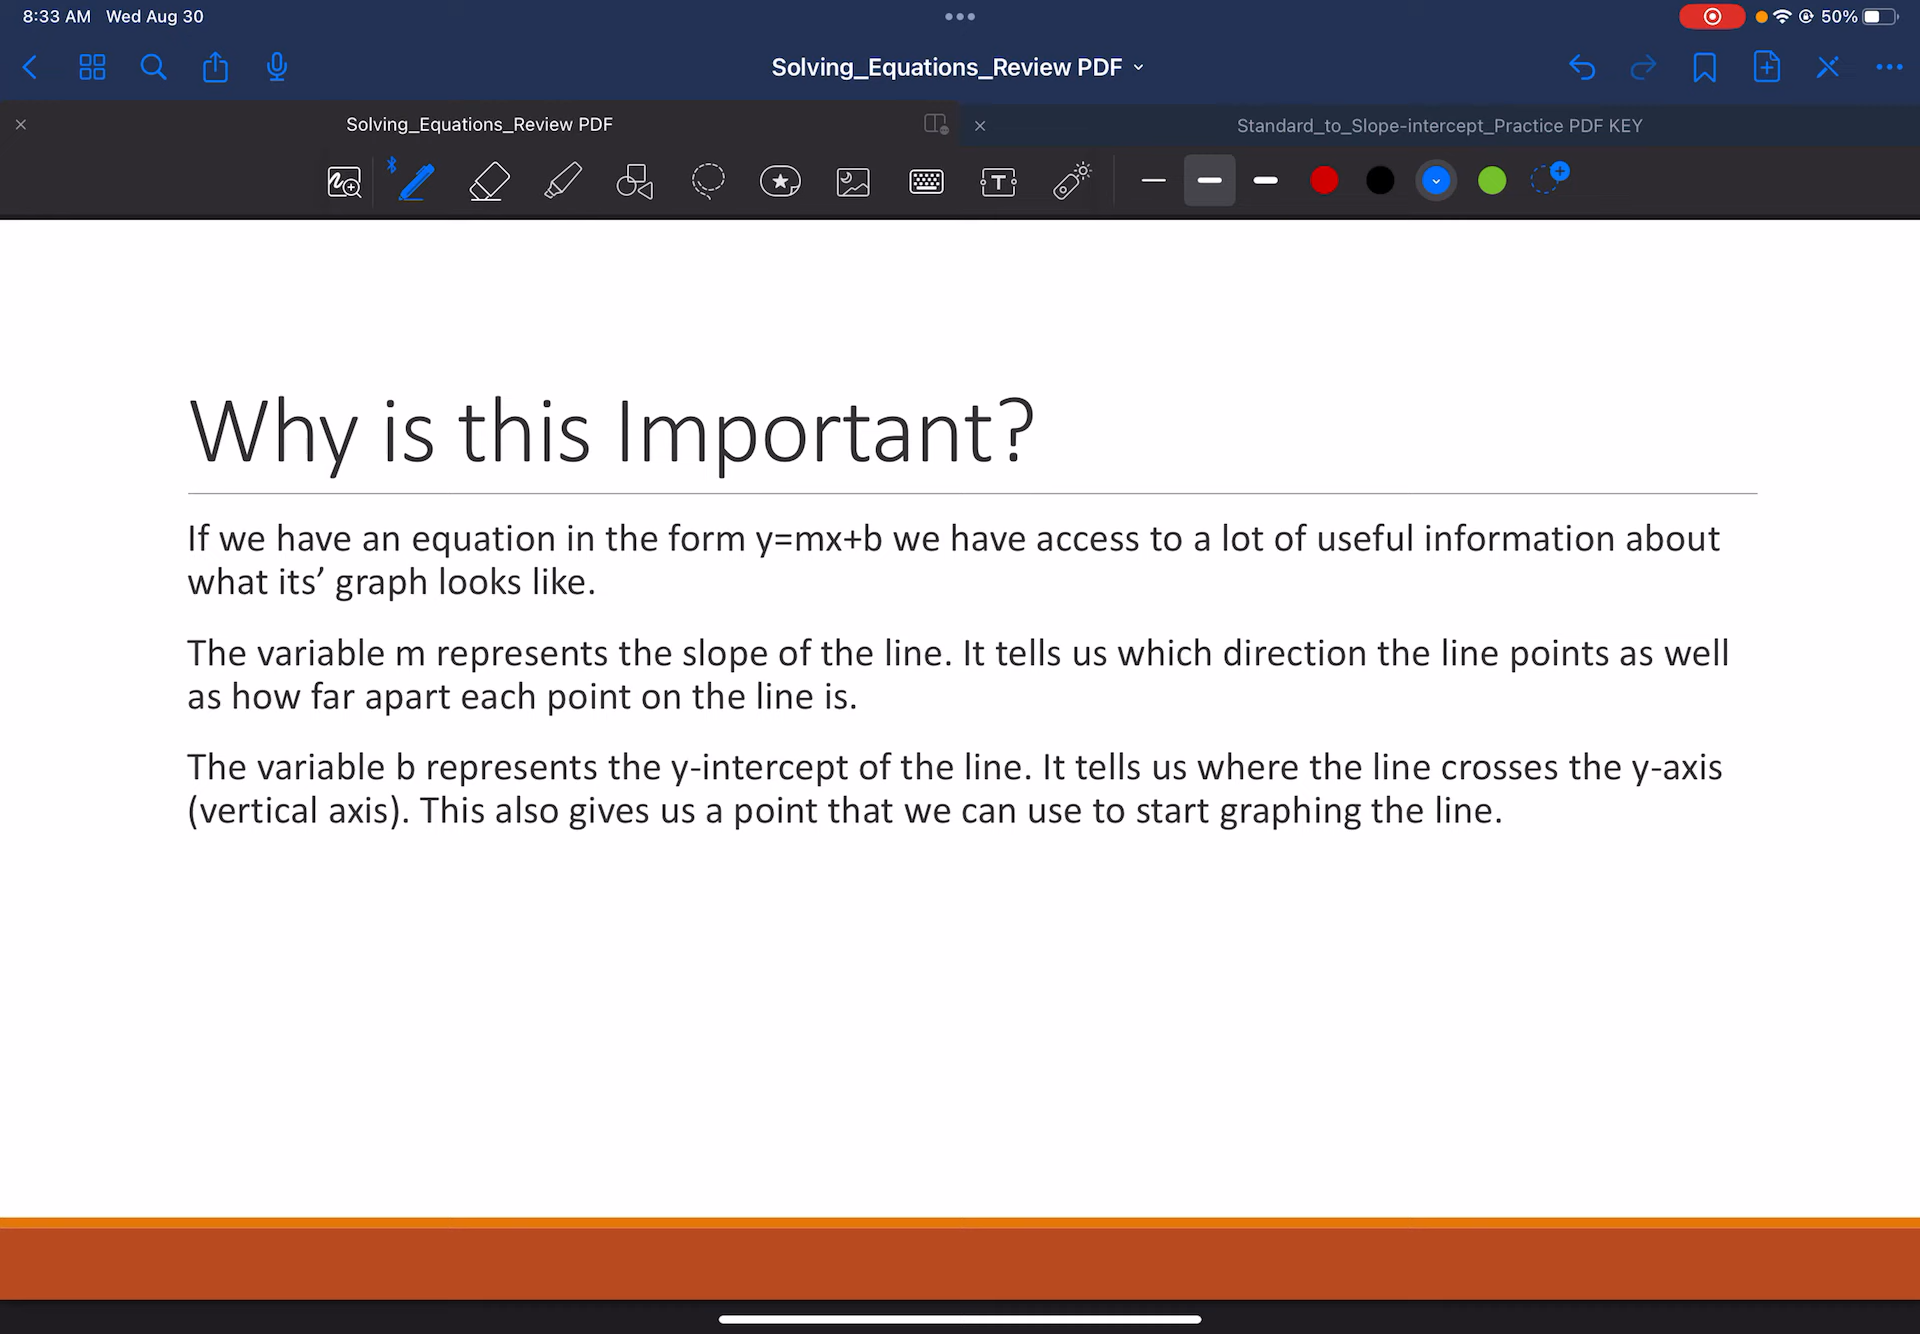 8:33 AM Wed Aug 30
50%
Solving_Equations_Review PDF
Solving_Equations_Review PDF
Standard_to_Slope-intercept_Practice PDF KEY
Why is this Important?
If we have an equation in the form y=mx+b we have access to a lot of useful information about
what its’ graph looks like.
The variable m represents the slope of the line. It tells us which direction the line points as well
as how far apart each point on the line is.
The variable b represents the y-intercept of the line. It tells us where the line crosses the y-axis
(vertical axis). This also gives us a point that we can use to start graphing the line.